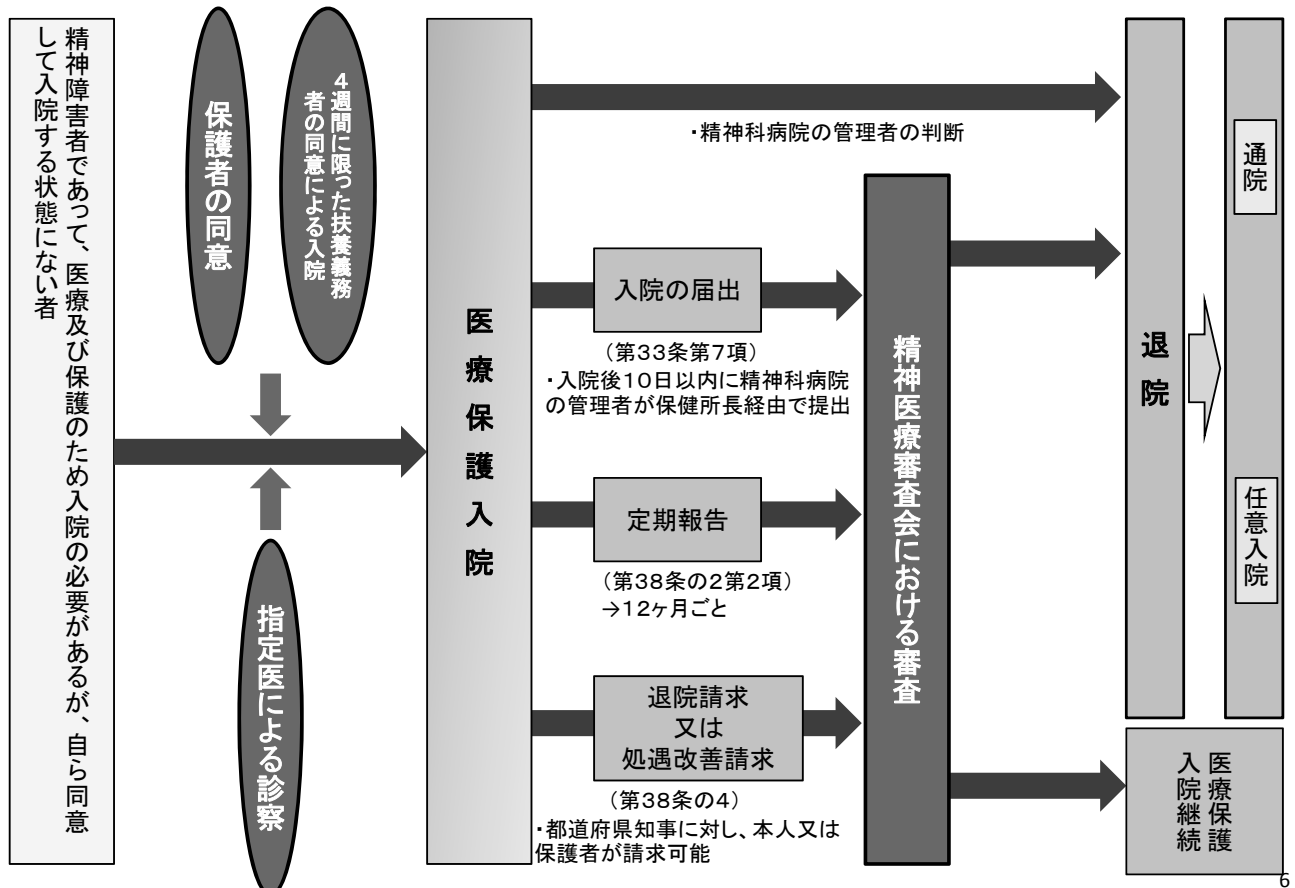 精神障害者であって、医療及び保護のため入院の必要があるが、自ら同意
して入院する状態にない者
保護者の同意
4週間に限った扶養義務
者の同意による入院
指定医による診察
医療保護入院
・精神科病院の管理者の判断
入院の届出
(第33条第7項)
・入院後10日以内に精神科病院
の管理者が保健所長経由で提出
定期報告
(第38条の2第2項)
→12ヶ月ごと
退院請求
又は
処遇改善請求
(第38条の4)
・都道府県知事に対し、本人又は
保護者が請求可能
精神医療審査会における審査
退院
通院
任意入院
医療保護
入院継続
6